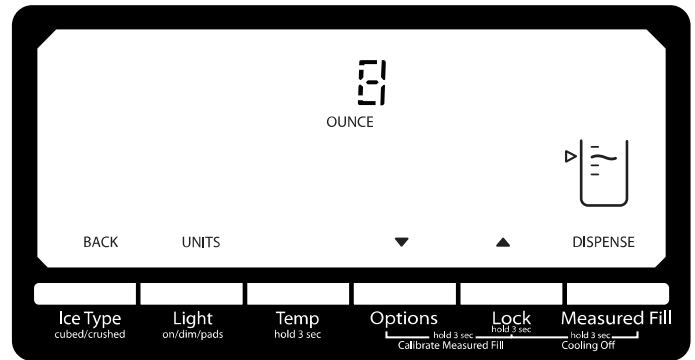 8
OUNCE
BACK UNITS ▼ ▲ DISPENSE
Ice Type Light Temp Options Lock Measured Fill
cubed/crushed on/dim/pads hold 3 sec hold 3 sec hold 3 sec hold 3 sec
Calibrate Measured Fill Cooling Off